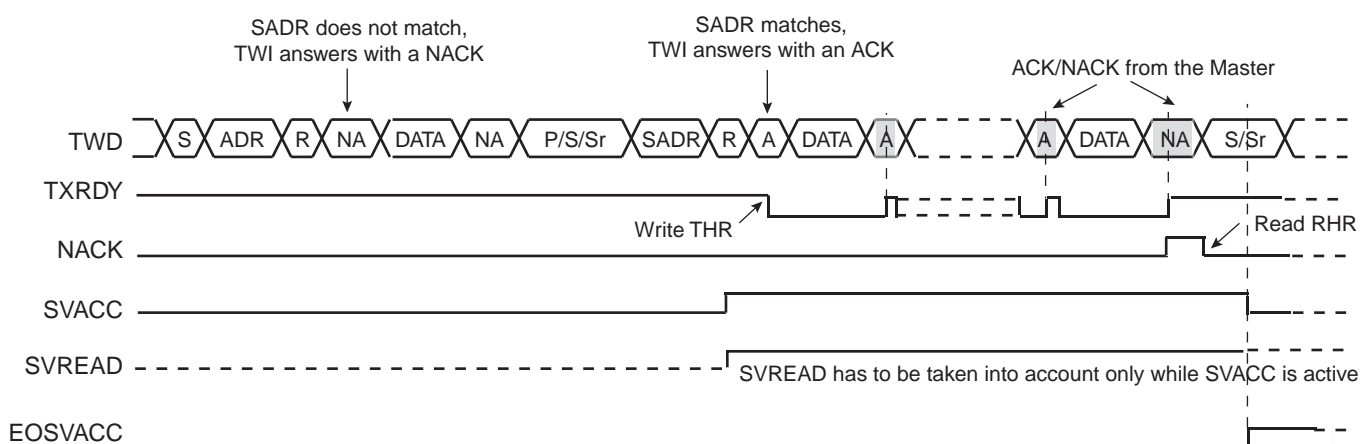 SADR does not match,
TWI answers with a NACK
SADR matches,
TWI answers with an ACK
ACK/NACK from the Master
TWD S ADR R NA DATA NA P/S/Sr SADR R A DATA A A DATA NA S/Sr
TXRDY
Write THR
Read RHR
NACK
SVACC
SVREAD
SVREAD has to be taken into account only while SVACC is active
EOSVACC